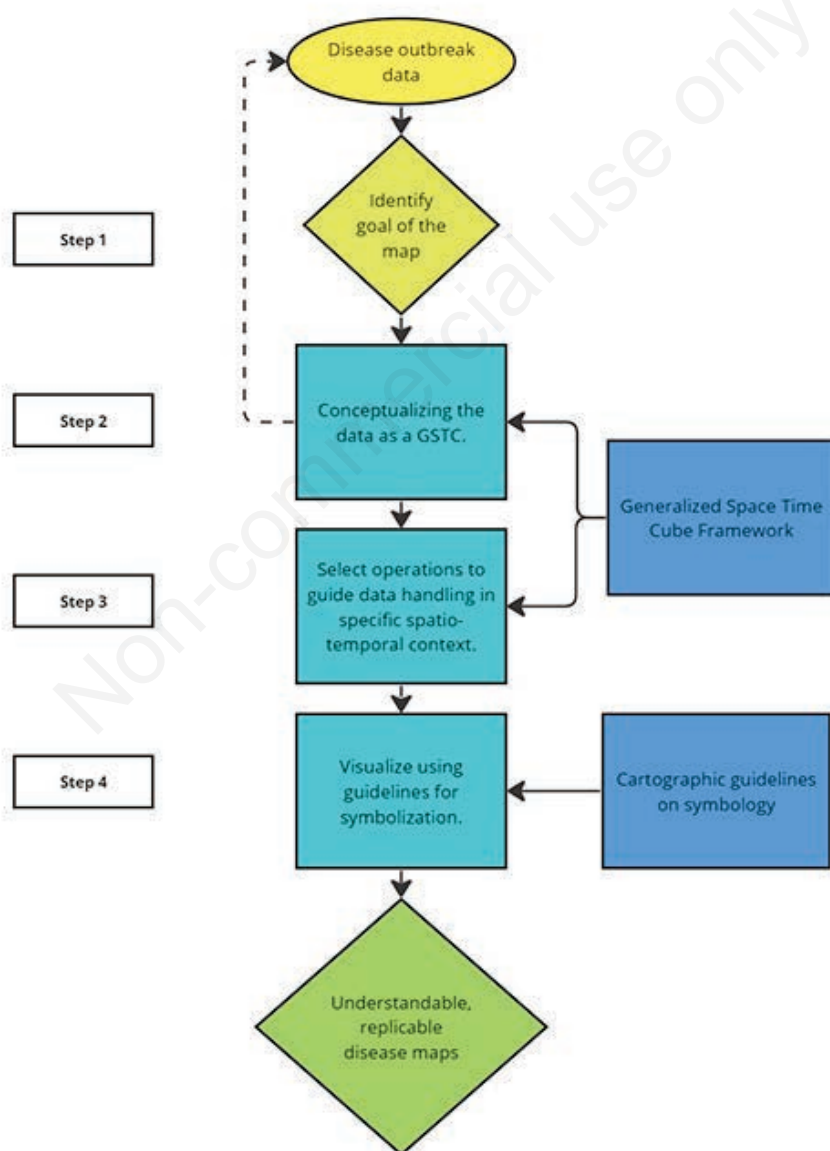 Non-commercial use only
Disease outbreak
data
Step 1
Identify
goal of the
map
Step 2
Conceptualizing the
data as a GSTC.
Generalized Space Time
Cube Framework
Step 3
Select operations to
guide data handling in
specific spatio-
temporal context.
Step 4
Visualize using
guidelines for
symbolization.
Cartographic guidelines
on symbology
Understandable,
replicable
disease maps